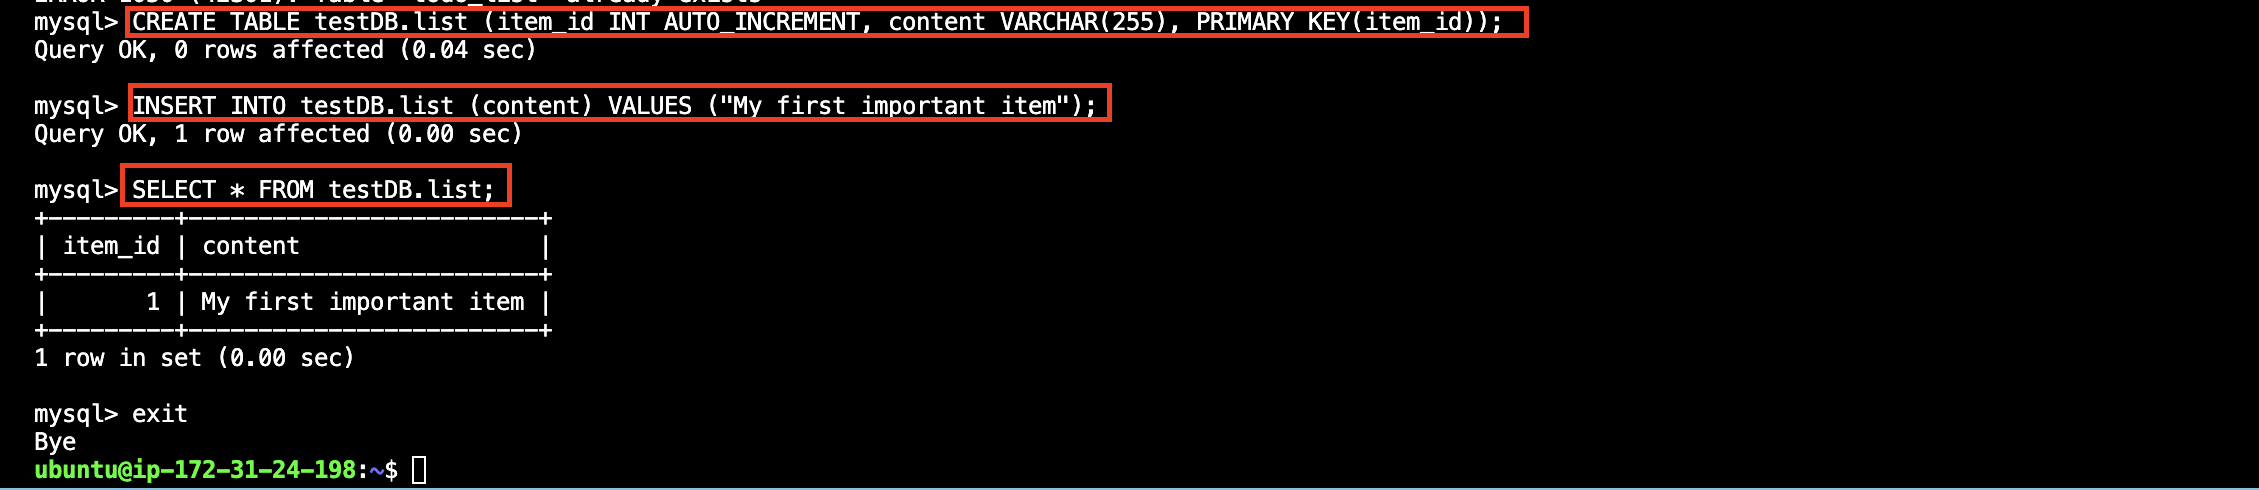 mysql> CREATE TABLE testDB.list (item_id INT AUTO_INCREMENT, content VARCHAR(255), PRIMARY KEY(item_id));
Query OK, 0 rows affected (0.04 sec)
mysql> INSERT INTO testDB.list (content) VALUES ("My first important item");
Query OK, 1 row affected (0.00 sec)
mysql> SELECT * FROM testDB.list;
+---------+-------------------------+
| item_id | content                 |
+---------+-------------------------+
|       1 | My first important item |
+---------+-------------------------+
1 row in set (0.00 sec)
mysql> exit
Bye
ubuntu@ip-172-31-24-198:~$